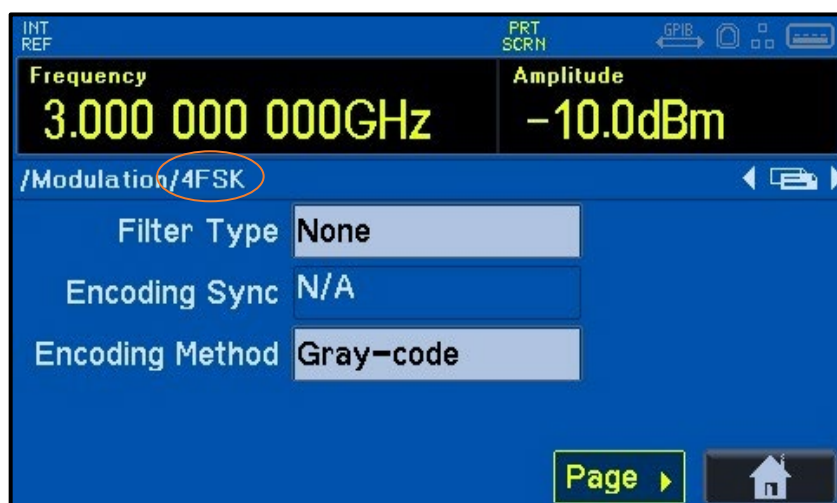 INT
REF
PRT
SCRN
GPIB
Frequency
3.000 000 000GHz
Amplitude
-10.0dBm
/Modulation/4FSK
Filter Type None
Encoding Sync N/A
Encoding Method Gray-code
Page